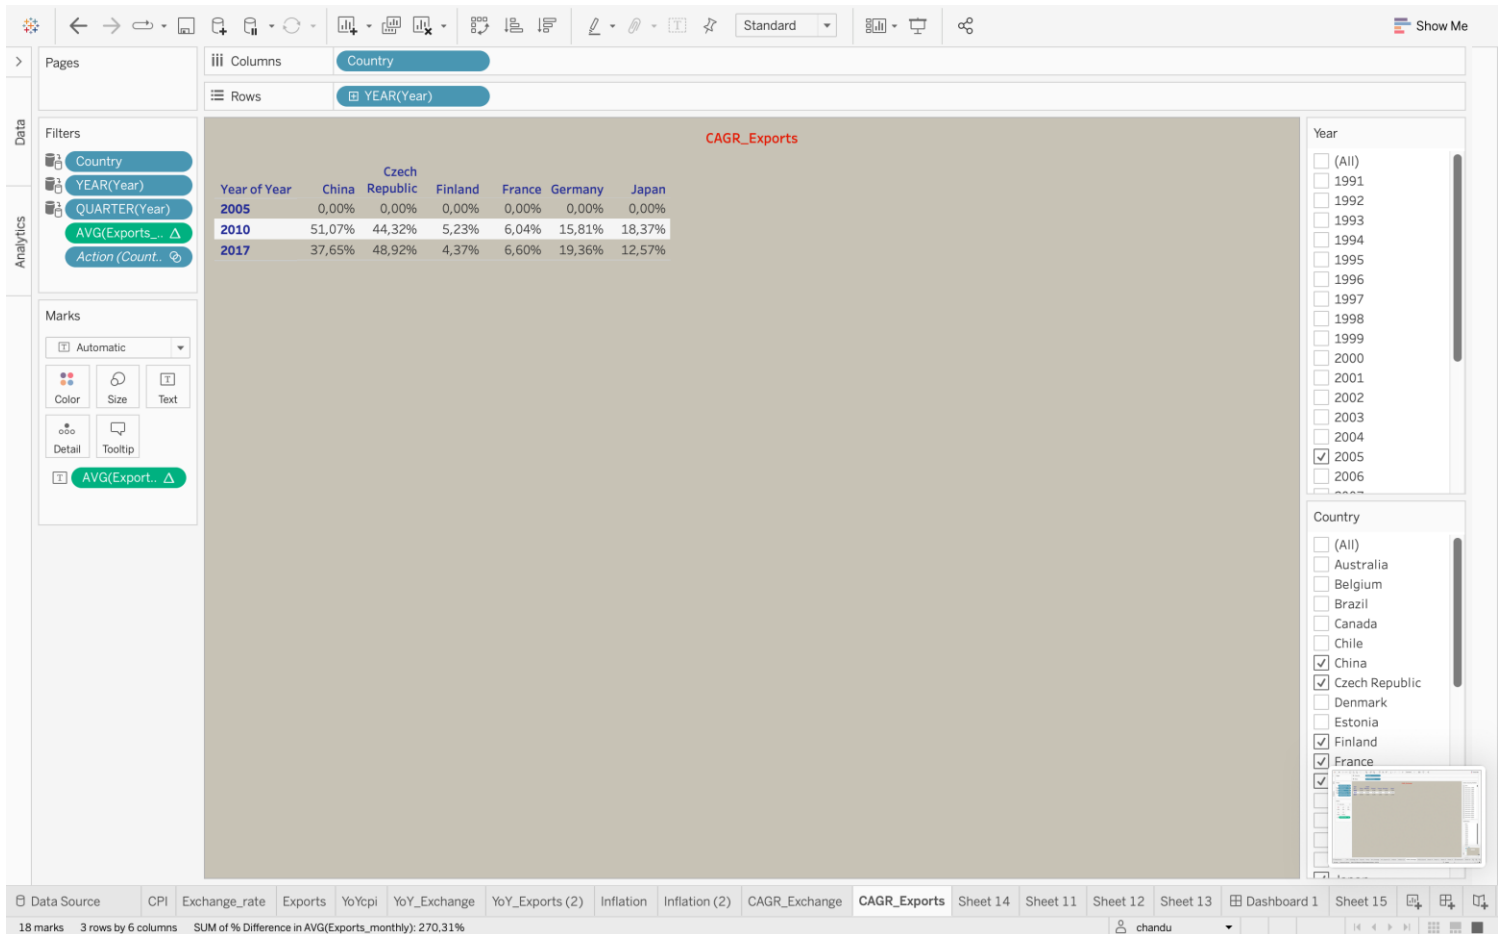 Standard
Show Me
Pages
Columns
Country
Rows
YEAR(Year)
Data
Analytics
Filters
Country
YEAR(Year)
QUARTER(Year)
AVG(Exports_..
Action (Count..
Marks
Automatic
Color
Size
Text
Detail
Tooltip
AVG(Export..
CAGR_Exports
Year of Year China Czech Republic Finland France Germany Japan
2005 0,00% 0,00% 0,00% 0,00% 0,00% 0,00%
2010 51,07% 44,32% 5,23% 6,04% 15,81% 18,37%
2017 37,65% 48,92% 4,37% 6,60% 19,36% 12,57%
Year
(All)
1991
1992
1993
1994
1995
1996
1997
1998
1999
2000
2001
2002
2003
2004
2005
2006
Country
(All)
Australia
Belgium
Brazil
Canada
Chile
China
Czech Republic
Denmark
Estonia
Finland
France
Data Source CPI Exchange_rate Exports YoYcpi YoY_Exchange YoY_Exports (2) Inflation Inflation (2) CAGR_Exchange CAGR_Exports Sheet 14 Sheet 11 Sheet 12 Sheet 13 Dashboard 1 Sheet 15
18 marks 3 rows by 6 columns SUM of % Difference in AVG(Exports_monthly): 270,31% chandu